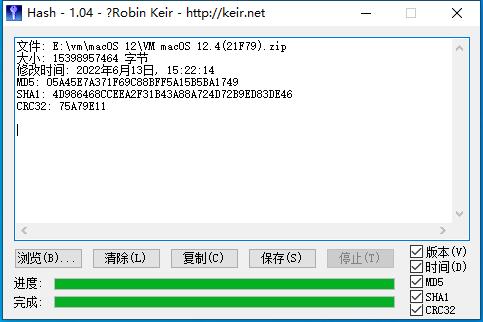 Hash - 1.04 - ?Robin Keir - http://keir.net
文件: E:\vm\macOS 12\VM macOS 12.4(21F79).zip
大小: 15398957464 字节
修改时间: 2022年6月13日, 15:22:14
MD5: 05A45E7A371F69C88BFF5A15B5BA1749
SHA1: 4D986468CCEEA2F31B43A88A724D72B9ED83DE46
CRC32: 75A79E11
浏览(B)... 清除(L) 复制(C) 保存(S) 停止(T)
版本(V)
时间(D)
进度: MD5
SHA1
完成: CRC32